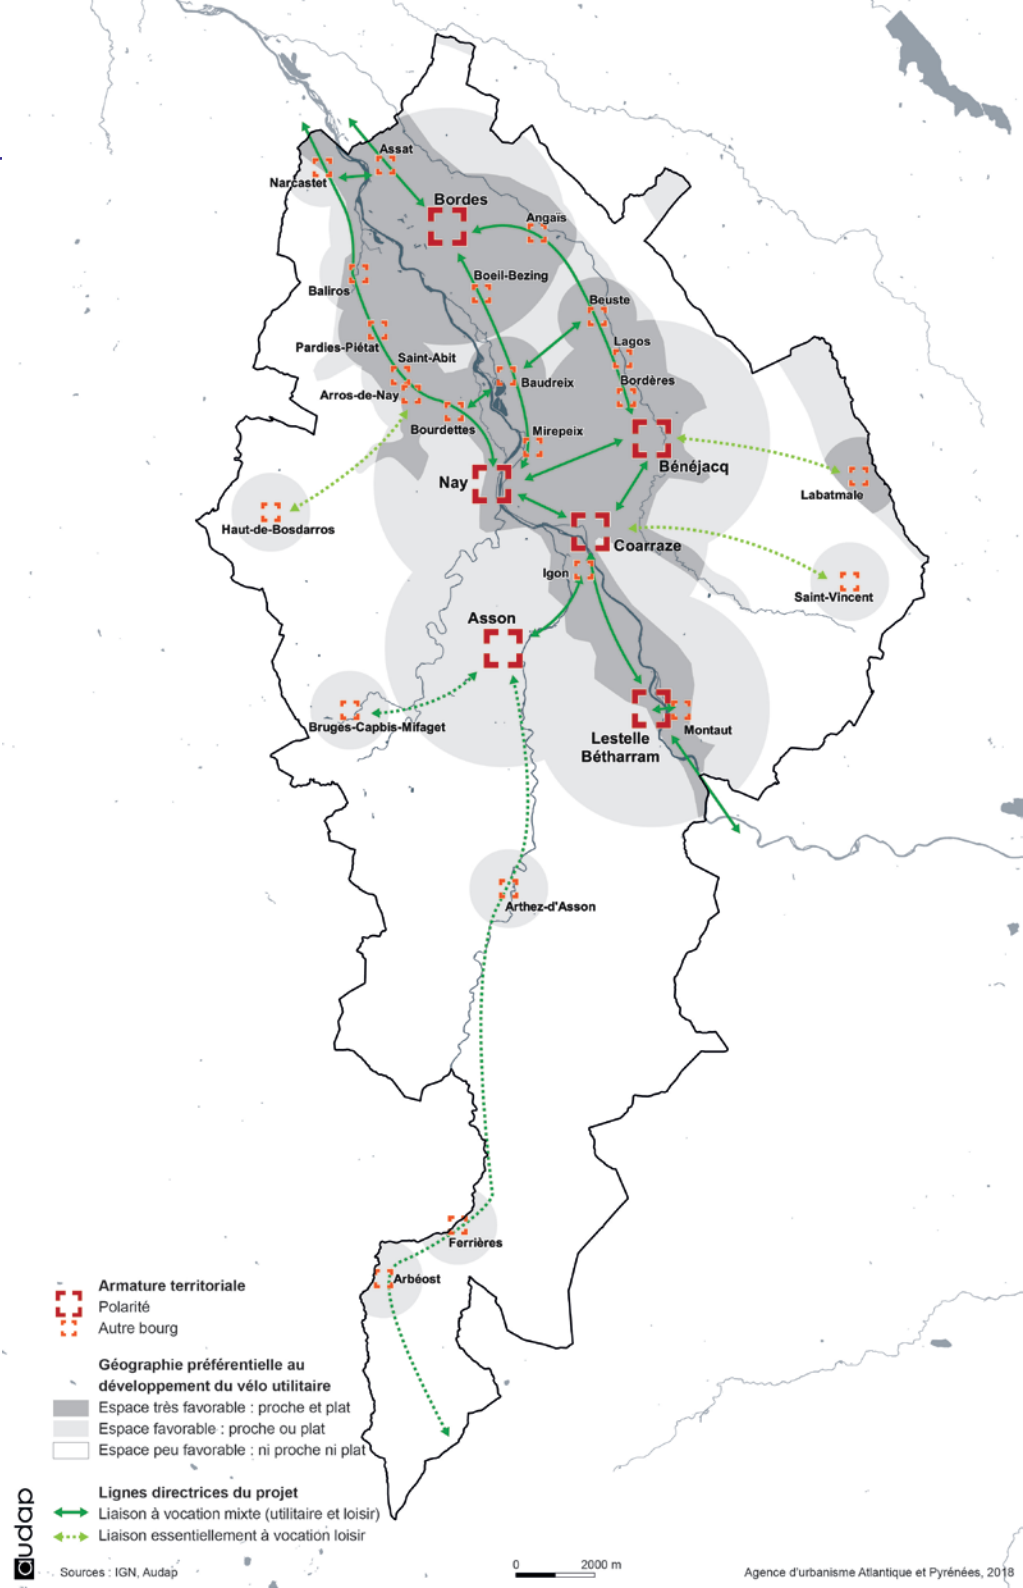 Assat
Narcastet
Bordes
Angaïs
Boeil-Bezing
Baliros
Beuste
Pardies-Piétat
Lagos
Saint-Abit
Bordères
Baudreix
Arros-de-Nay
Bourdettes
Mirepeix
Bénéjacq
Nay
Labatmale
Haut-de-Bosdarros
Coarraze
Igon
Saint-Vincent
Asson
Bruges-Capbis-Mifaget
Montaut
Lestelle
Bétharram
Arthez-d'Asson
Ferrières
Arbéost
Armature territoriale
Polarité
Autre bourg
Géographie préférentielle au
développement du vélo utilitaire
Espace très favorable : proche et plat
Espace favorable : proche ou plat
Espace peu favorable : ni proche ni plat
Lignes directrices du projet
Liaison à vocation mixte (utilitaire et loisir)
Liaison essentiellement à vocation loisir
audap
Sources : IGN, Audap
0 2000 m
Agence d'urbanisme Atlantique et Pyrénées, 2018